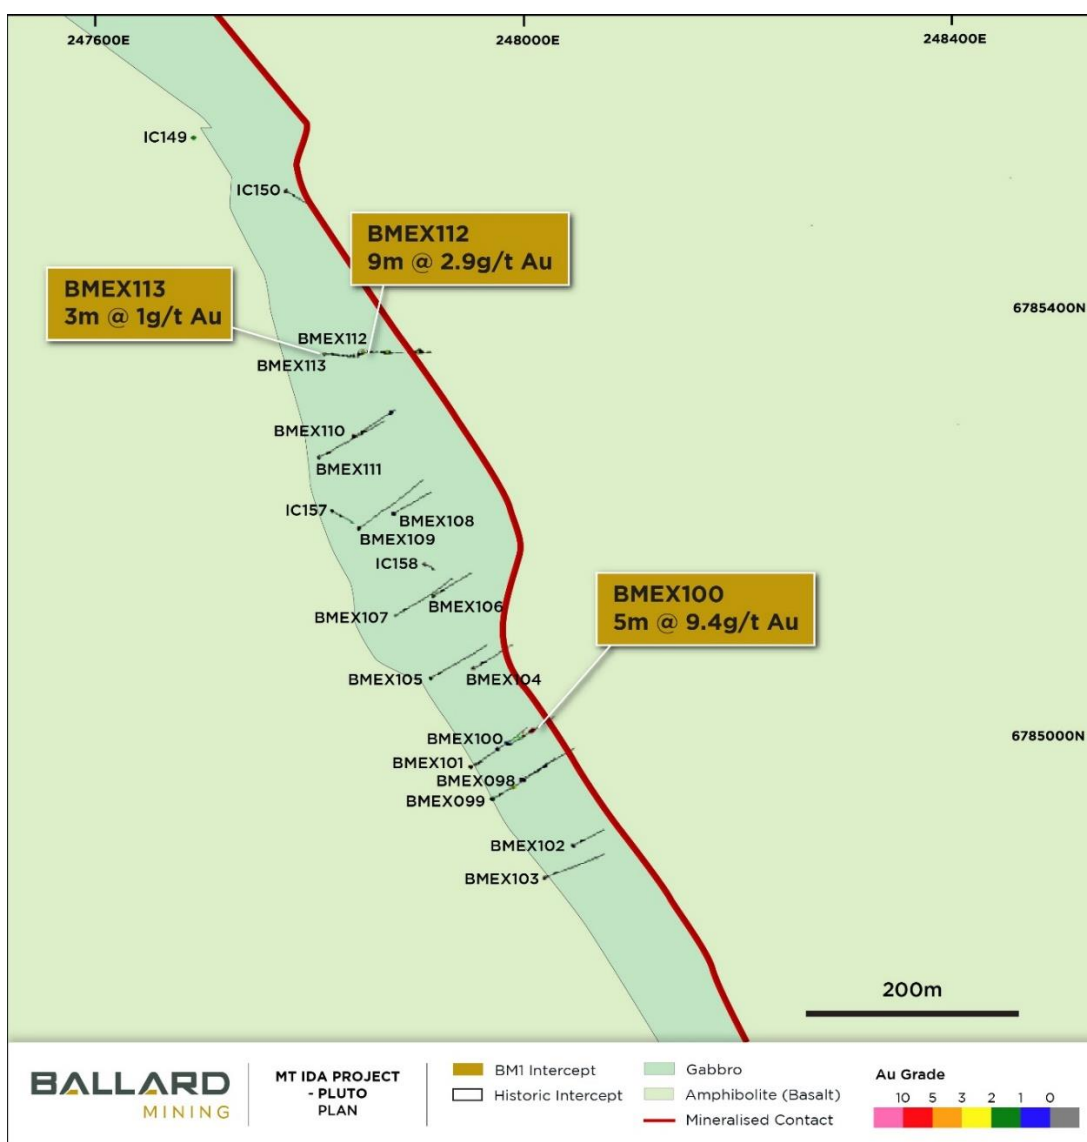 247600E
248000E
248400E
IC149
IC150
BMEX112
9m @ 2.9g/t Au
BMEX113
3m @ 1g/t Au
6785400N
BMEX112
BMEX113
BMEX110
BMEX111
IC157
BMEX108
BMEX109
IC158
BMEX106
BMEX107
BMEX100
5m @ 9.4g/t Au
BMEX105
BMEX104
BMEX100
6785000N
BMEX101
BMEX098
BMEX099
BMEX102
BMEX103
200m
BALLARD
MINING
MT IDA PROJECT
- PLUTO
PLAN
BM1 Intercept
Historic Intercept
Gabbro
Amphibolite (Basalt)
Mineralised Contact
Au Grade
10 5 3 2 1 0